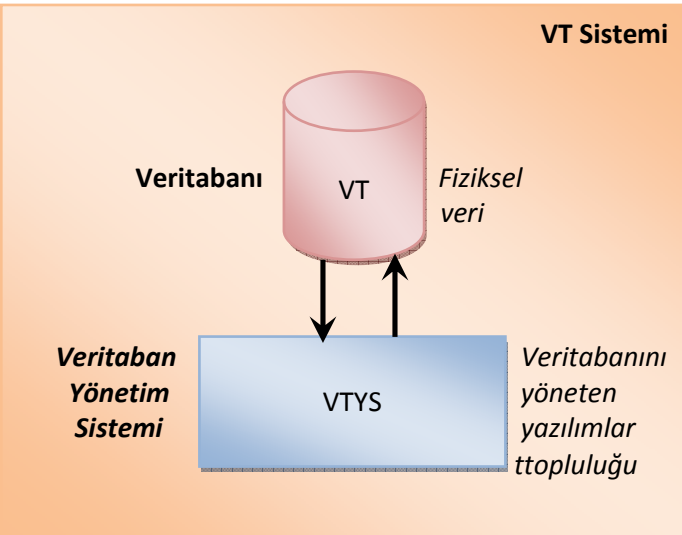 VT Sistemi
Veritabanı
VT
Fiziksel
veri
Veritaban
Yönetim
Sistemi
VTYS
Veritabanını
yöneten
yazılımlar
ttopluluğu